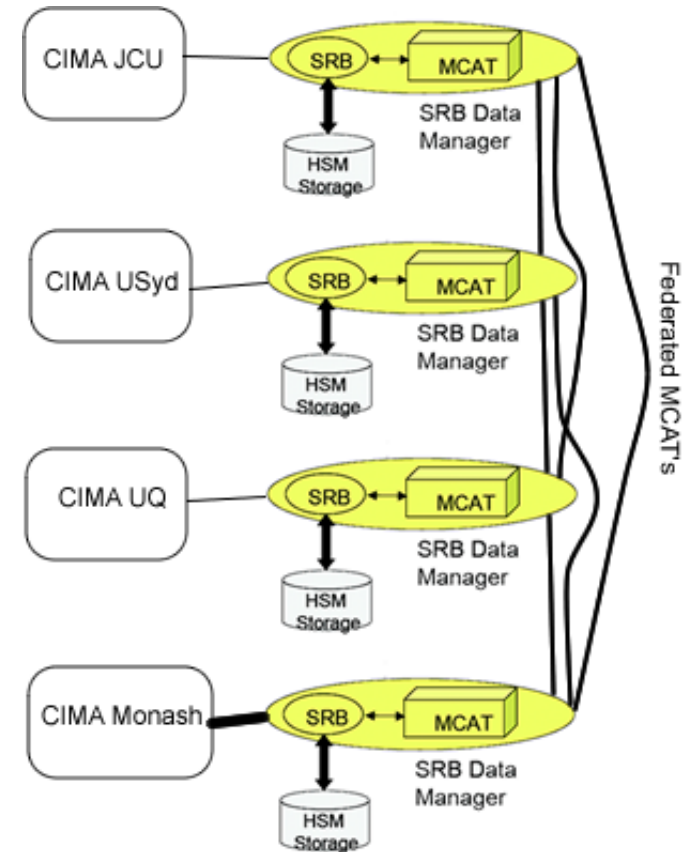 CIMA JCU
SRB
MCAT
SRB Data
Manager
HSM
Storage
CIMA USyd
SRB
MCAT
SRB Data
Manager
HSM
Storage
Federated MCAT's
CIMA UQ
SRB
MCAT
SRB Data
Manager
HSM
Storage
CIMA Monash
SRB
MCAT
SRB Data
Manager
HSM
Storage